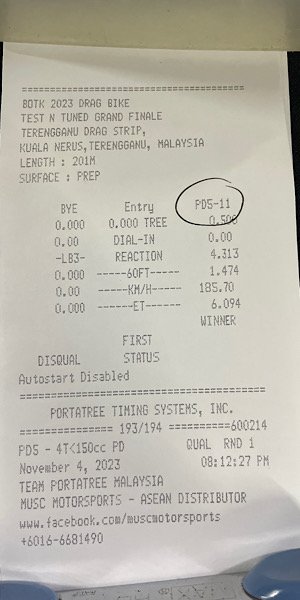 ========================================
BOTK 2023 DRAG BIKE
TEST N TUNED GRAND FINALE
TERENGGANU DRAG STRIP,
KUALA NERUS,TERENGGANU, MALAYSIA
LENGTH : 201M
SURFACE : PREP
BYE Entry PD5-11
0.000 0.000 TREE 0.500
0.00 DIAL-IN 0.00
-LB3- REACTION 4.313
0.000 ------60FT------ 1.474
0.00 ------KM/H------ 185.70
0.000 -------ET------- 6.094
WINNER
FIRST
DISQUAL STATUS
Autostart Disabled
========================================
PORTATREE TIMING SYSTEMS, INC.
=============== 193/194 ==========600214
PD5 - 4T<150cc PD QUAL RND 1
November 4, 2023 08:12:27 PM
TEAM PORTATREE MALAYSIA
MUSC MOTORSPORTS - ASEAN DISTRIBUTOR
www.facebook.com/muscmotorsports
+6016-6681490